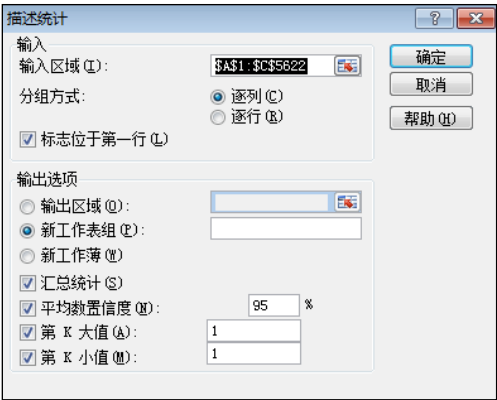 描述统计
输入
输入区域(I): $A$1:$C$5622
确定
分组方式: 逐列(C)
取消
逐行(R)
帮助(H)
标志位于第一行(L)
输出选项
输出区域(O):
新工作表组(P):
新工作薄(W)
汇总统计(S)
平均数置信度(N): 95 %
第 K 大值(A): 1
第 K 小值(M): 1